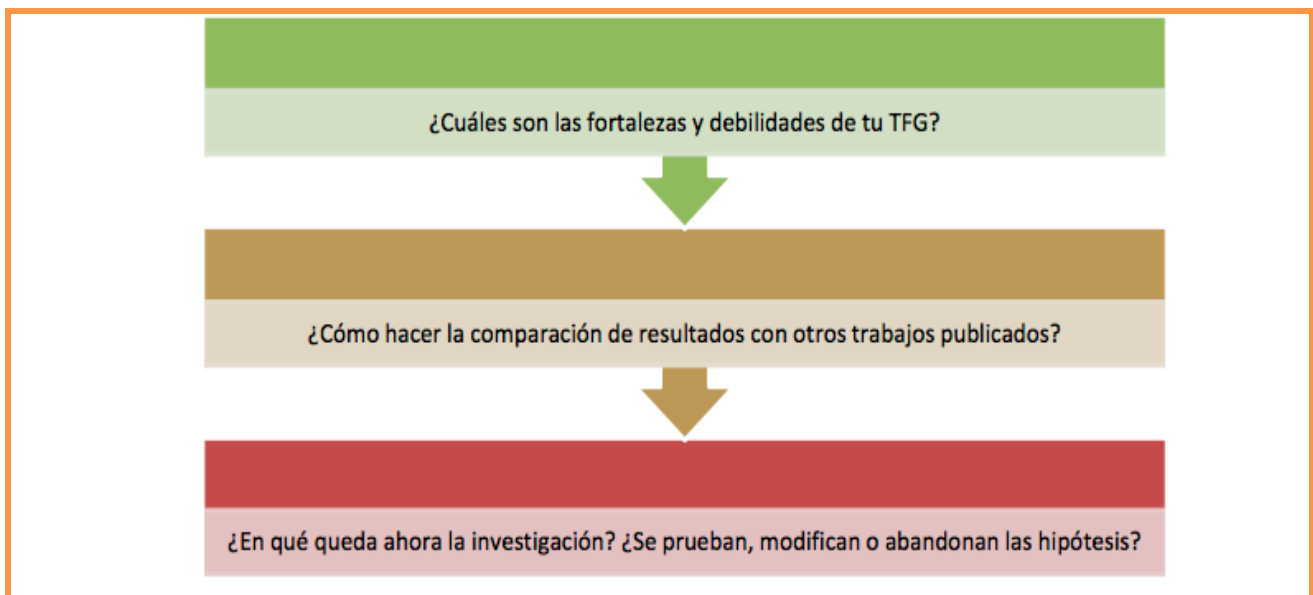 ¿Cuáles son las fortalezas y debilidades de tu TFG?
¿Cómo hacer la comparación de resultados con otros trabajos publicados?
¿En qué queda ahora la investigación? ¿Se prueban, modifican o abandonan las hipótesis?